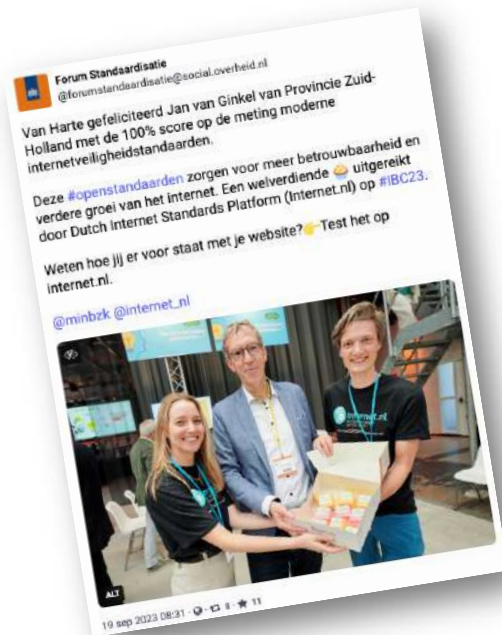 Forum Standaardisatie
@forumstandaardisatie@social.overheid.nl
Van Harte gefeliciteerd Jan van Ginkel van Provincie Zuid-
Holland met de 100% score op de meting moderne
internetveiligheidstandaarden.
Deze #openstandaarden zorgen voor meer betrouwbaarheid en
verdere groei van het internet. Een welverdiende 🥧 uitgereikt
door Dutch Internet Standards Platform (Internet.nl) op #IBC23.
Weten hoe jij er voor staat met je website?👉Test het op
internet.nl.
@minbzk @internet_nl
internet.nl
ALT
19 sep 2023 08:31 · 8 · 11